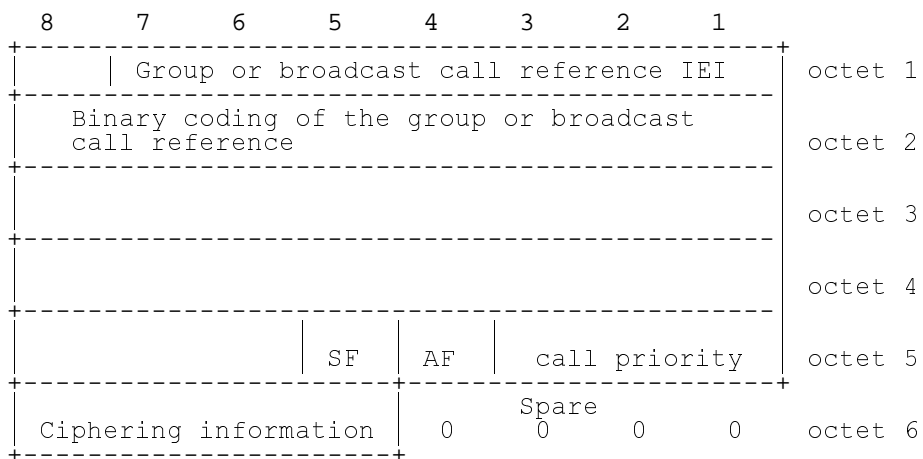 8 7 6 5 4 3 2 1
Group or broadcast call reference IEI octet 1
Binary coding of the group or broadcast
call reference octet 2
octet 3
octet 4
SF AF call priority octet 5
Spare
Ciphering information 0 0 0 0 octet 6